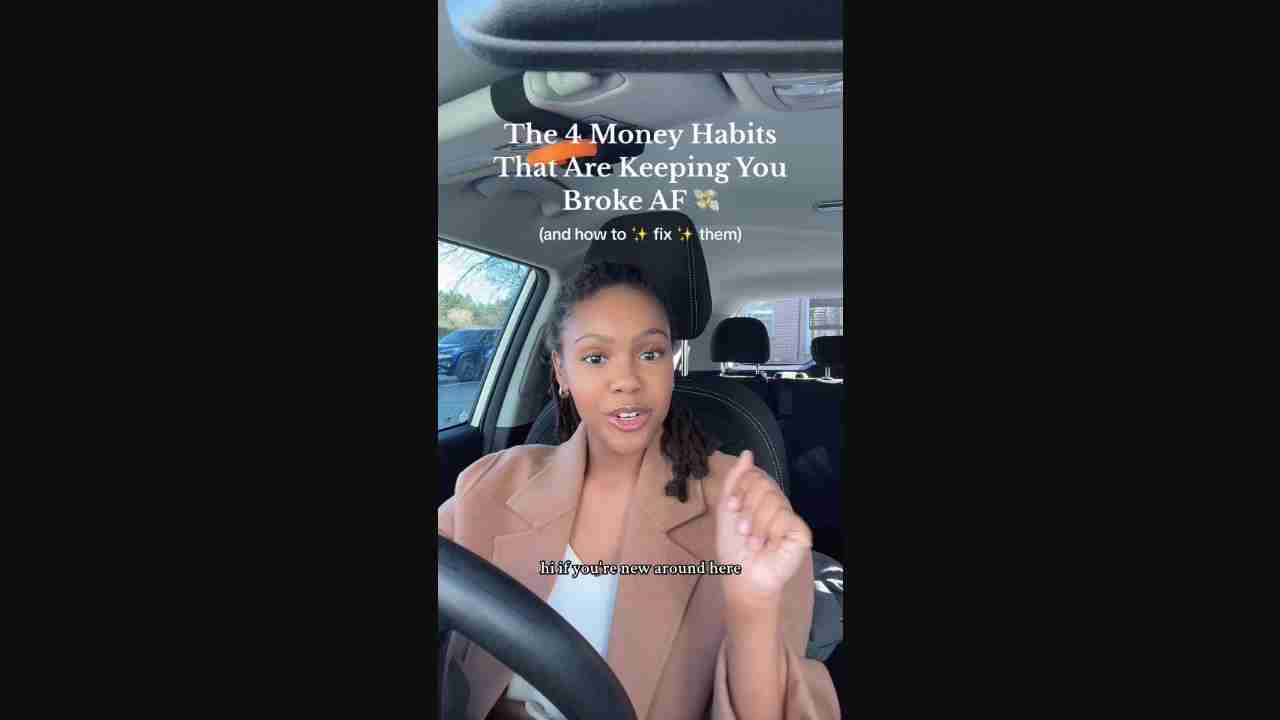 The 4 Money Habits
That Are Keeping You
Broke AF 💸
(and how to ✨ fix ✨ them)
hi if you're new around here